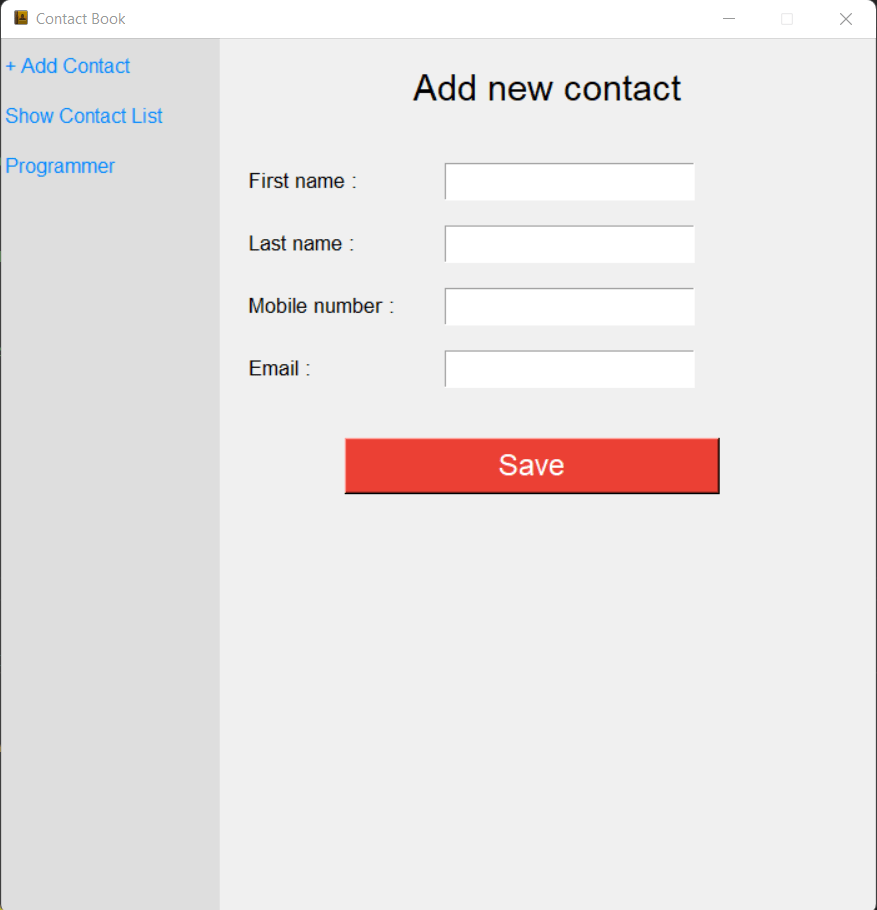 Contact Book
+ Add Contact
Show Contact List
Programmer
Add new contact
First name :
Last name :
Mobile number :
Email :
Save